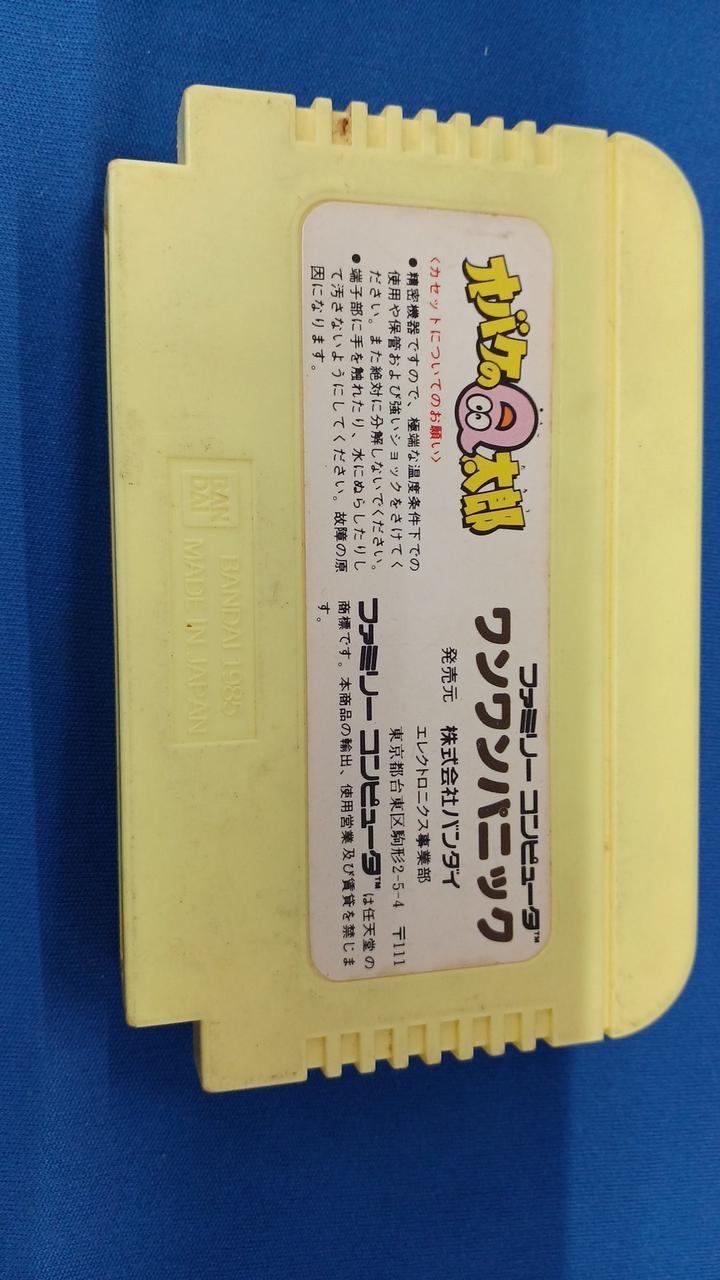 オバケのQ太郎
〈カセットについてのお願い〉
●精密機器ですので、極端な温度条件下での
使用や保管および強いショックをさけてく
ださい。また絶対に分解しないでください。
●端子部に手を触れたり、水にぬらしたりし
て汚さないようにしてください。故障の原
因になります。
ファミリー コンピュータ™
ワンワンパニック
発売元 株式会社バンダイ
エレクトロニクス事業部
東京都台東区駒形2-5-4 〒111
ファミリー コンピュータ™は任天堂の
商標です。本商品の輸出、使用営業及び賃貸を禁じま
す。
BAN
DAI
BANDAI 1985
MADE IN JAPAN